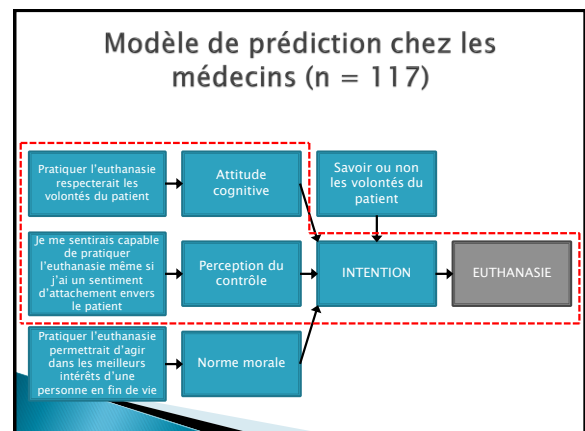 Modèle de prédiction chez les
médecins (n = 117)
Pratiquer l'euthanasie
respecterait les
volontés du patient
Attitude
cognitive
Savoir ou non
les volontés du
patient
Je me sentirais capable
de pratiquer
l'euthanasie même si
j'ai un sentiment
d'attachement envers
le patient
Perception du
contrôle
INTENTION
EUTHANASIE
Pratiquer l'euthanasie
permettrait d'agir
dans les meilleurs
intérêts d'une
personne en fin de vie
Norme morale